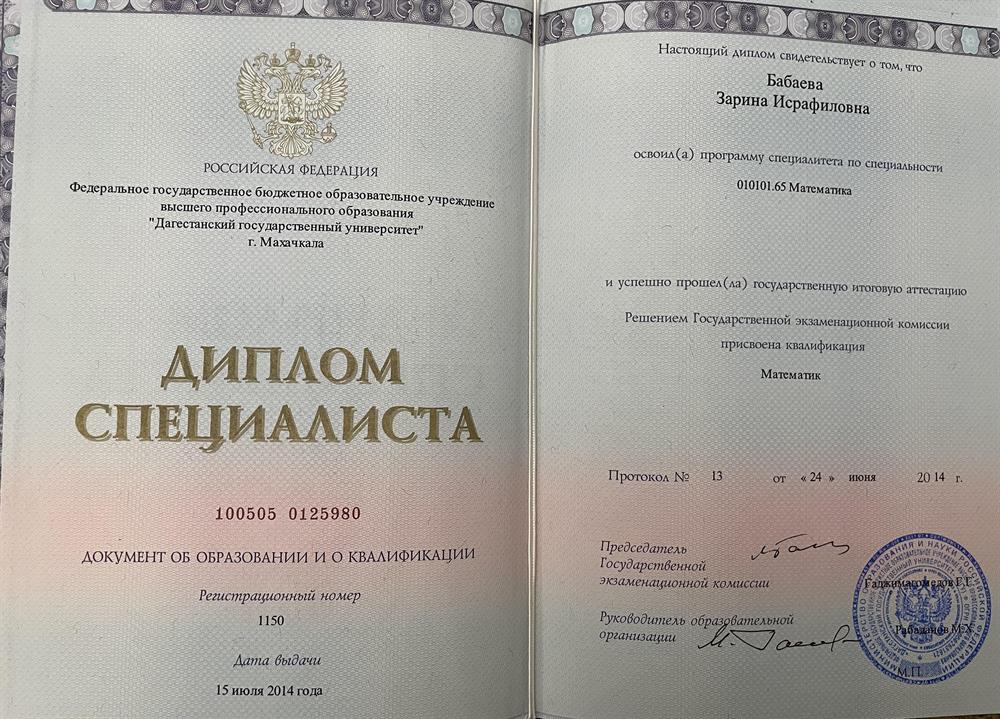 РОССИЙСКАЯ ФЕДЕРАЦИЯ
Федеральное государственное бюджетное образовательное учреждение
высшего профессионального образования
"Дагестанский государственный университет"
г. Махачкала
ДИПЛОМ
СПЕЦИАЛИСТА
100505 0125980
ДОКУМЕНТ ОБ ОБРАЗОВАНИИ И О КВАЛИФИКАЦИИ
Регистрационный номер
1150
Дата выдачи
15 июля 2014 года
Настоящий диплом свидетельствует о том, что
Бабаева
Зарина Исрафиловна
освоил(а) программу специалитета по специальности
010101.65 Математика
и успешно прошел(ла) государственную итоговую аттестацию
Решением Государственной экзаменационной комиссии
присвоена квалификация
Математик
Протокол № 13 от « 24 » июня 20 14 г.
Председатель
Государственной
экзаменационной комиссии
Гаджимагомедов Г.Г.
Руководитель образовательной
организации
Рабаданов М.Х.
М.П.